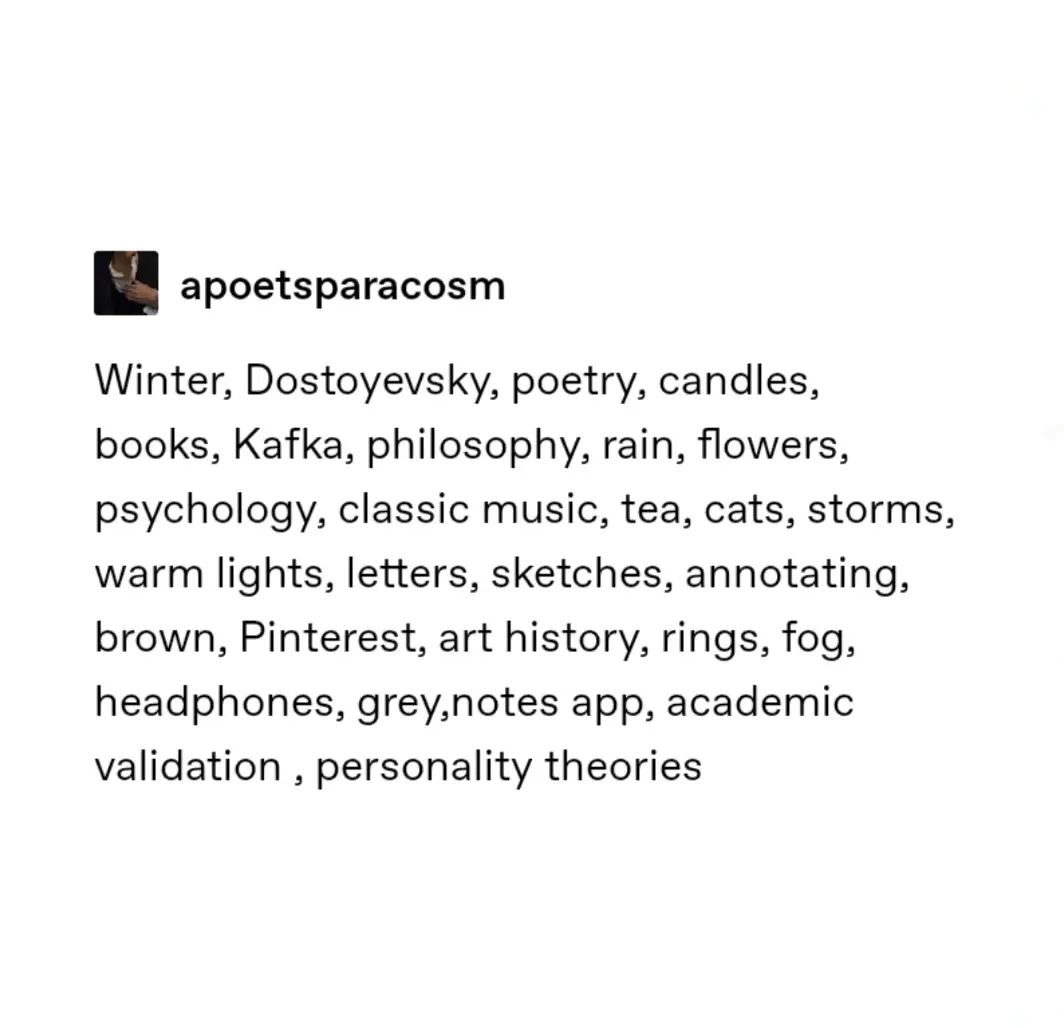 apoetsparacosm
Winter, Dostoyevsky, poetry, candles,
books, Kafka, philosophy, rain, flowers,
psychology, classic music, tea, cats, storms,
warm lights, letters, sketches, annotating,
brown, Pinterest, art history, rings, fog,
headphones, grey,notes app, academic
validation , personality theories